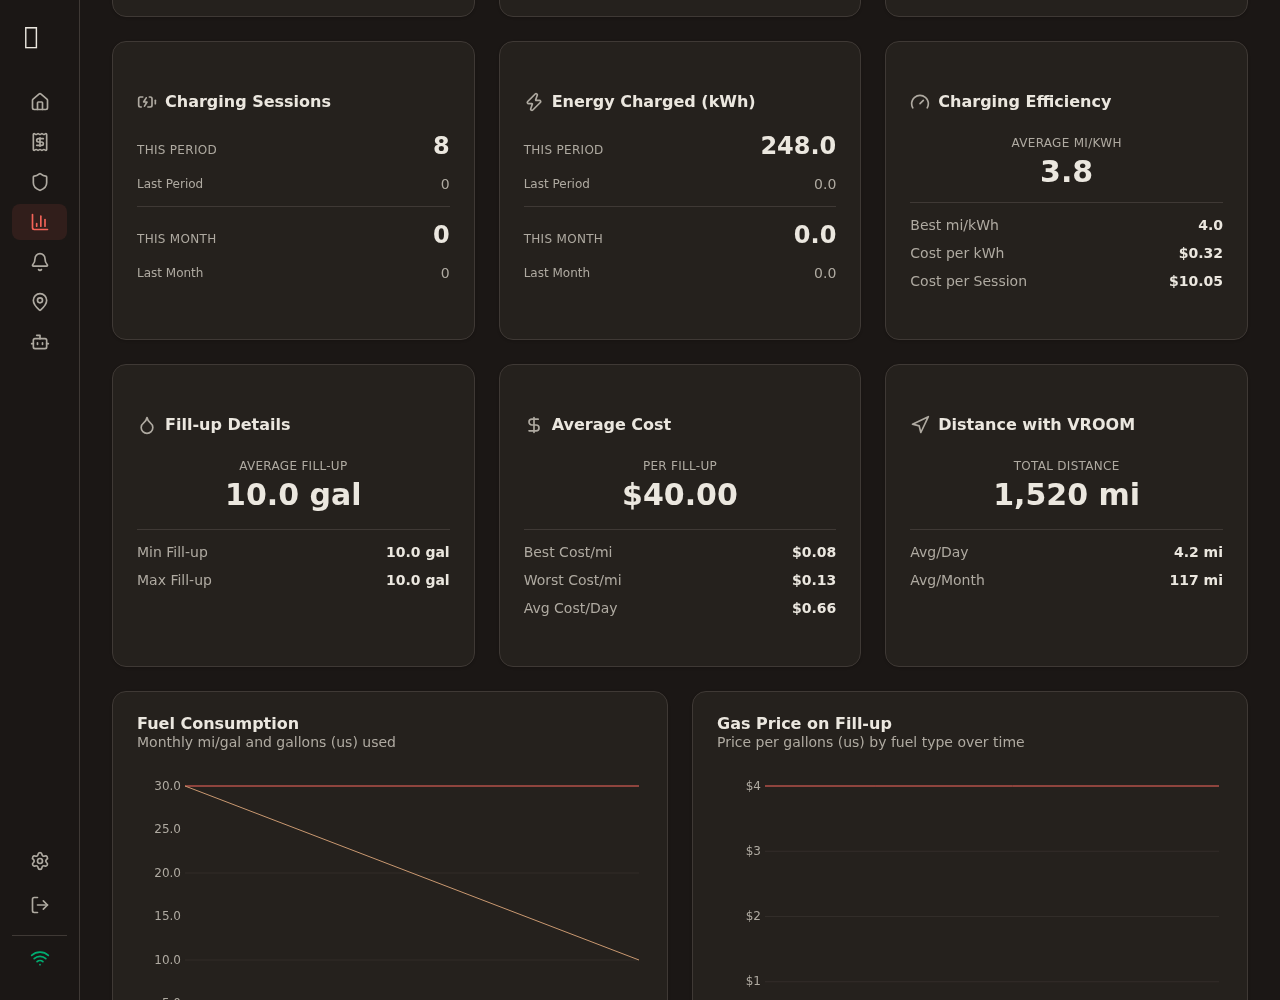 Charging Sessions
THIS PERIOD 8
Last Period 0
THIS MONTH 0
Last Month 0
Energy Charged (kWh)
THIS PERIOD 248.0
Last Period 0.0
THIS MONTH 0.0
Last Month 0.0
Charging Efficiency
AVERAGE MI/KWH
3.8
Best mi/kWh 4.0
Cost per kWh $0.32
Cost per Session $10.05
Fill-up Details
AVERAGE FILL-UP
10.0 gal
Min Fill-up 10.0 gal
Max Fill-up 10.0 gal
Average Cost
PER FILL-UP
$40.00
Best Cost/mi $0.08
Worst Cost/mi $0.13
Avg Cost/Day $0.66
Distance with VROOM
TOTAL DISTANCE
1,520 mi
Avg/Day 4.2 mi
Avg/Month 117 mi
Fuel Consumption
Monthly mi/gal and gallons (us) used
30.0
25.0
20.0
15.0
10.0
Gas Price on Fill-up
Price per gallons (us) by fuel type over time
$4
$3
$2
$1